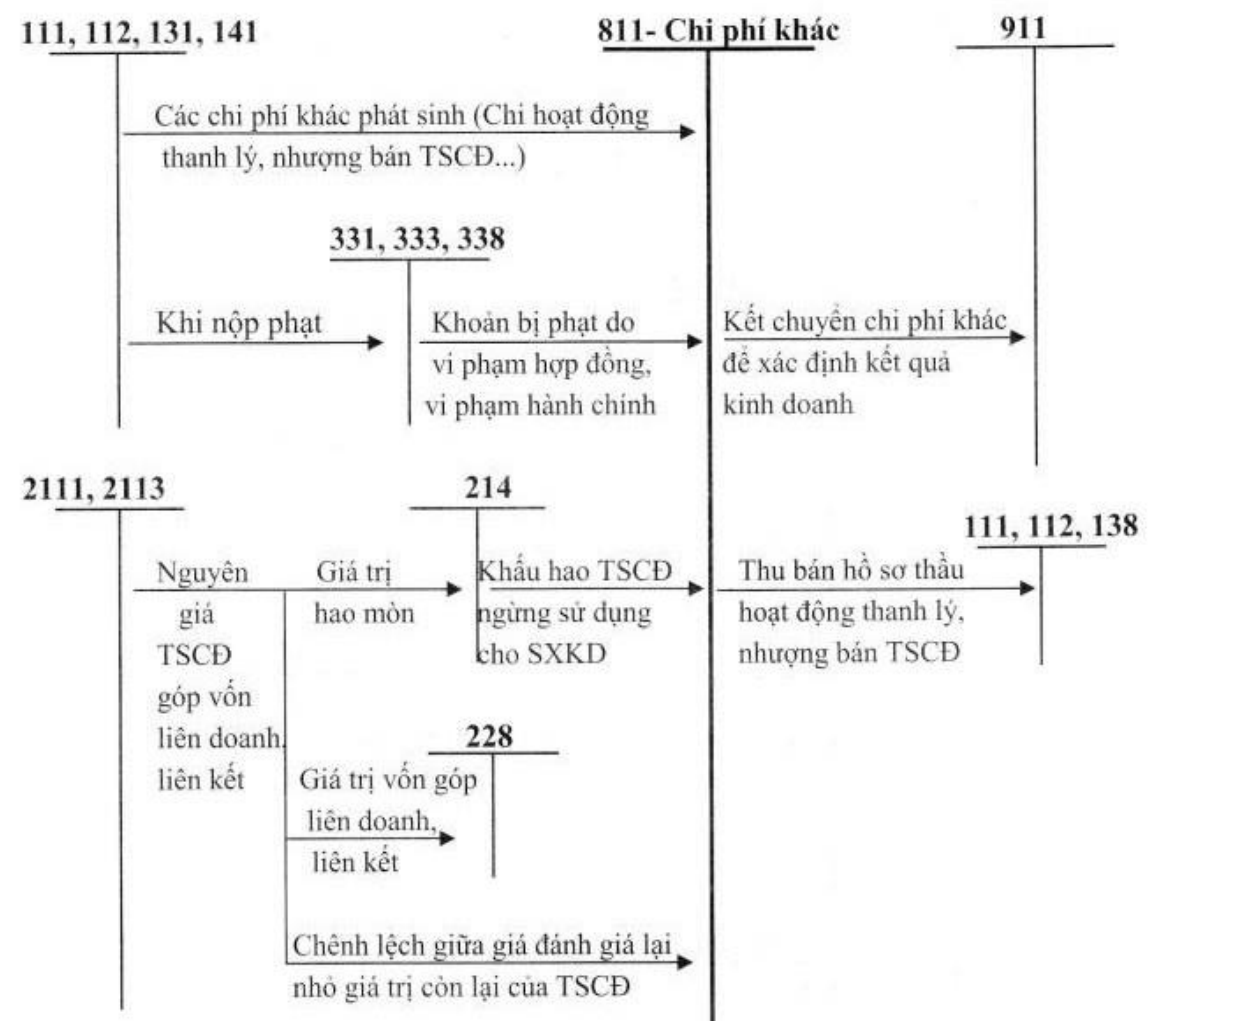 111, 112, 131, 141
811- Chi phí khác
911
Các chi phí khác phát sinh (Chi hoạt động
thanh lý, nhượng bán TSCĐ...)
331, 333, 338
Khi nộp phạt
Khoản bị phạt do
vi phạm hợp đồng,
vi phạm hành chính
Kết chuyển chi phí khác
để xác định kết quả
kinh doanh
2111, 2113
214
111, 112, 138
Nguyên
giá
TSCĐ
góp vốn
liên doanh,
liên kết
Giá trị
hao mòn
Khấu hao TSCĐ
ngừng sử dụng
cho SXKD
Thu bán hồ sơ thầu
hoạt động thanh lý,
nhượng bán TSCĐ
228
Giá trị vốn góp
liên doanh,
liên kết
Chênh lệch giữa giá đánh giá lại
nhỏ giá trị còn lại của TSCĐ